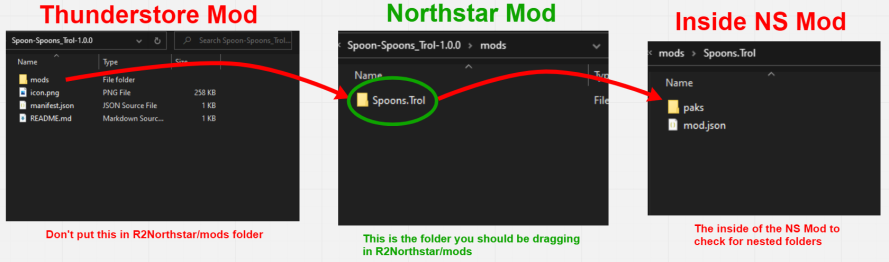 Thunderstore Mod
Northstar Mod
Inside NS Mod
Spoon-Spoons_Trol-1.0.0
Search Spoon-Spoons_Trol...
Name
Type
Size
mods
File folder
icon.png
PNG File
258 KB
manifest.json
JSON Source File
1 KB
README.md
Markdown Sourc...
1 KB
Don't put this in R2Northstar/mods folder
Spoon-Spoons_Trol-1.0.0 > mods
Name
Typ
Spoons.Trol
File
This is the folder you should be dragging
in R2Northstar/mods
mods > Spoons.Trol
Name
paks
mod.json
The inside of the NS Mod to
check for nested folders